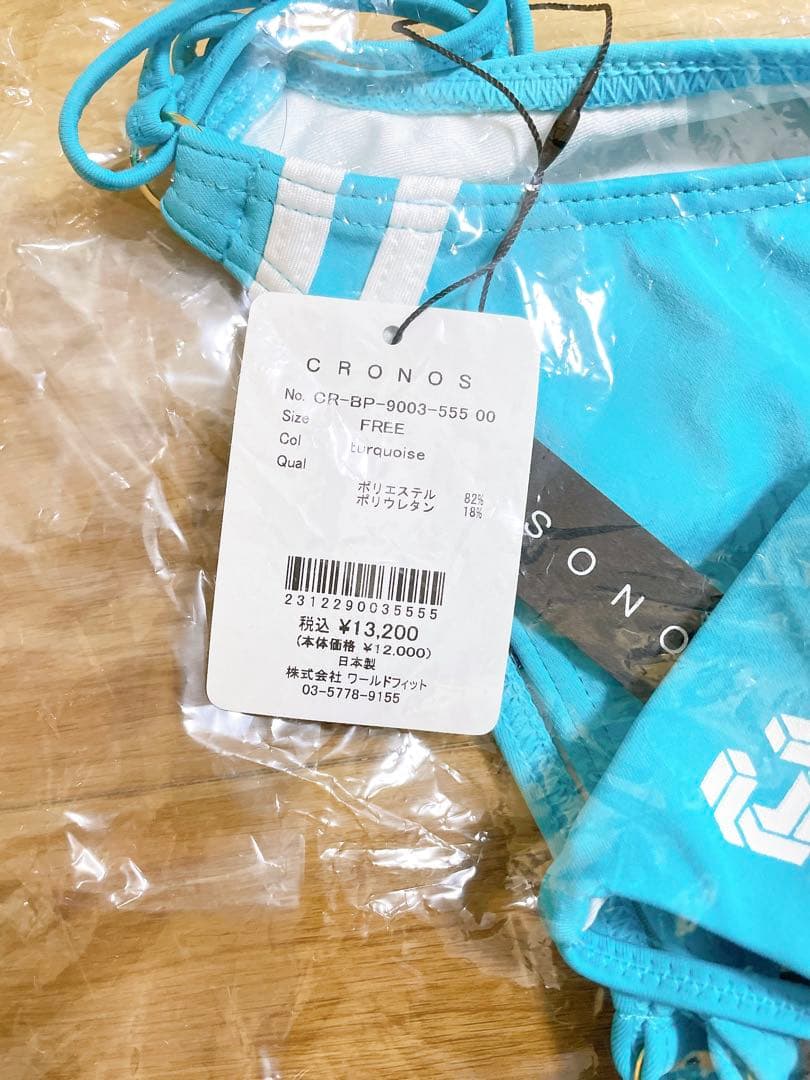 CRONOS
No. CR-BP-9003-555 00
Size FREE
Col turquoise
Qual
ポリエステル 82%
ポリウレタン 18%
2312290035555
税込 ¥13,200
(本体価格 ¥12,000)
日本製
株式会社 ワールドフィット
03-5778-9155
SONO